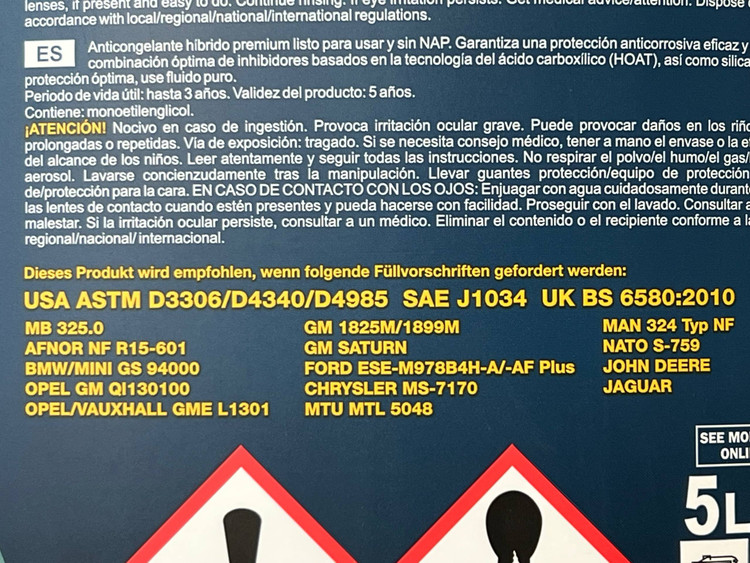 lenses, if present and easy to do. Continue rinsing. If eye irritation persists: Get medical advice/attention. Dispose
accordance with local/regional/national/international regulations.
ES
Anticongelante híbrido premium listo para usar y sin NAP. Garantiza una protección anticorrosiva eficaz y
combinación óptima de inhibidores basados en la tecnología del ácido carboxílico (HOAT), así como
protección óptima, use fluido puro.
Periodo de vida útil: hasta 3 años. Validez del producto: 5 años.
Contiene: monoetilenglicol.
¡ATENCIÓN! Nocivo en caso de ingestión. Provoca irritación ocular grave. Puede provocar daños en los
prolongadas o repetidas. Vía de exposición: tragado. Si se necesita consejo médico, tener a mano el envase o la
del alcance de los niños. Leer atentamente y seguir todas las instrucciones. No respirar el polvo/el humo/el gas/
aerosol. Lavarse concienzudamente tras la manipulación. Llevar guantes protección/equipo de protección
de/protección para la cara. EN CASO DE CONTACTO CON LOS OJOS: Enjuagar con agua cuidadosamente
las lentes de contacto cuando estén presentes y pueda hacerse con facilidad. Proseguir con el lavado. Consultar a
malestar. Si la irritación ocular persiste, consultar a un médico. Eliminar el contenido o el recipiente conforme a
regional/nacional/internacional.
Dieses Produkt wird empfohlen, wenn folgende Füllvorschriften gefordert werden:
USA ASTM D3306/D4340/D4985 SAE J1034 UK BS 6580:2010
MB 325.0 GM 1825M/1899M MAN 324 Typ NF
AFNOR NF R15-601 GM SATURN NATO S-759
BMW/MINI GS 94000 FORD ESE-M978B4H-A/-AF Plus JOHN DEERE
OPEL GM QI130100 CHRYSLER MS-7170 JAGUAR
OPEL/VAUXHALL GME L1301 MTU MTL 5048
SEE
5L